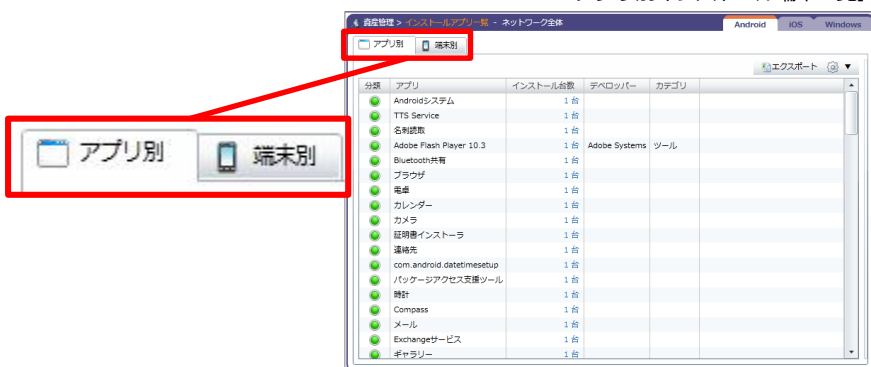 資産管理 > インストールアプリ一覧 - ネットワーク全体
Android iOS Windows
アプリ別 端末別
エクスポート
分類 アプリ インストール台数 デベロッパー カテゴリ
Androidシステム 1 台
TTS Service 1 台
名刺読取 1 台
Adobe Flash Player 10.3 1 台 Adobe Systems ツール
Bluetooth共有 1 台
ブラウザ 1 台
電卓 1 台
カレンダー 1 台
カメラ 1 台
証明書インストーラ 1 台
連絡先 1 台
com.android.datetimesetup 1 台
パッケージアクセス支援ツール 1 台
時計 1 台
Compass 1 台
メール 1 台
Exchangeサービス 1 台
ギャラリー 1 台
アプリ別 端末別